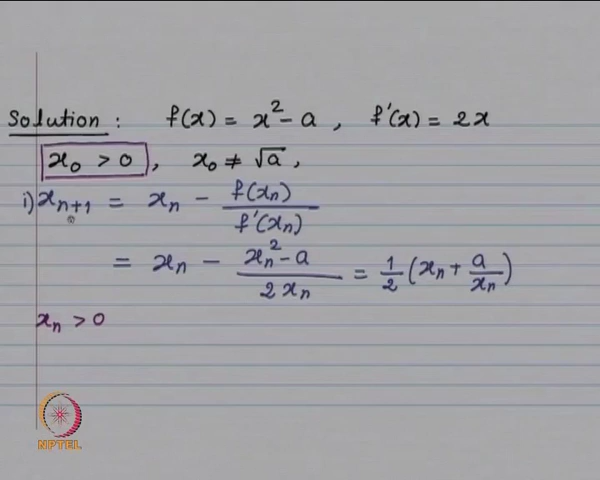 Solution : f(x) = x² - a , f'(x) = 2x
x₀ > 0 , x₀ ≠ √a ,
i) xₙ₊₁ = xₙ - f(xₙ) / f'(xₙ)
= xₙ - (xₙ² - a) / (2xₙ) = 1/2 (xₙ + a/xₙ)
xₙ > 0
NPTEL